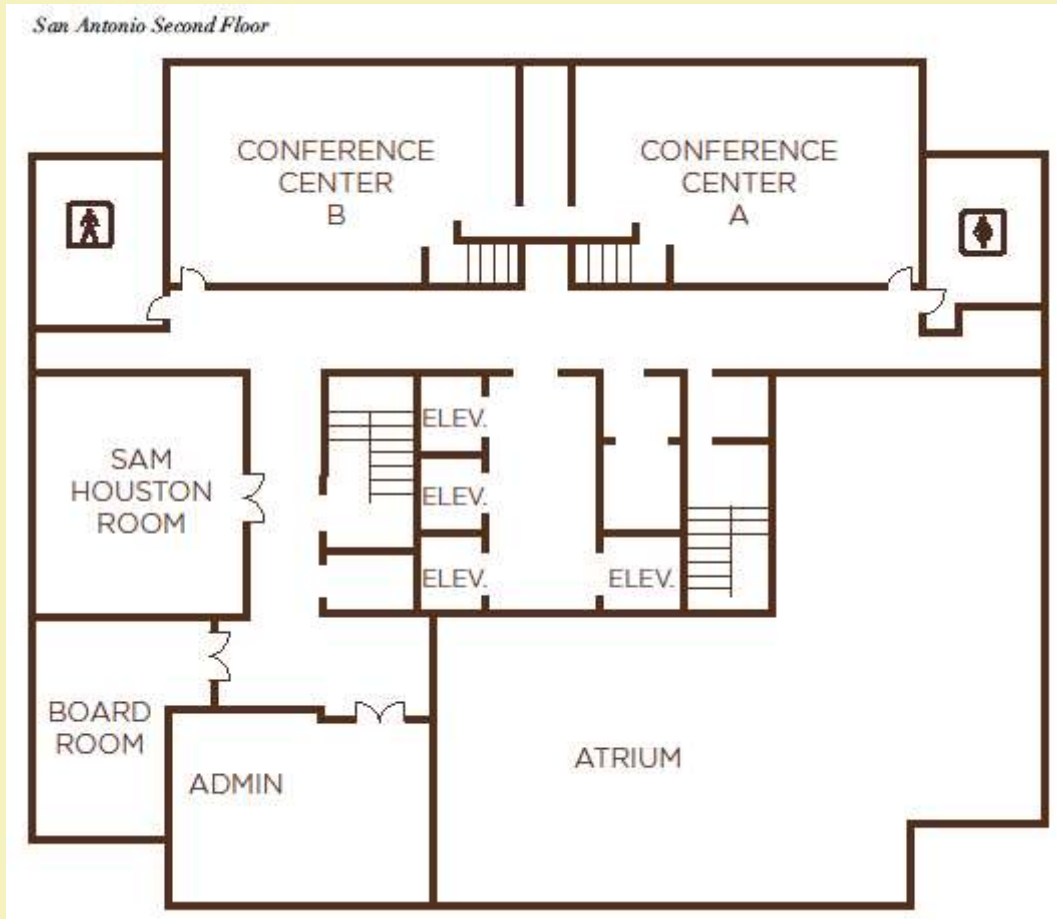 San Antonio Second Floor
CONFERENCE
CENTER
B
CONFERENCE
CENTER
A
ELEV.
SAM
HOUSTON
ROOM
ELEV.
ELEV.
ELEV.
BOARD
ROOM
ADMIN
ATRIUM